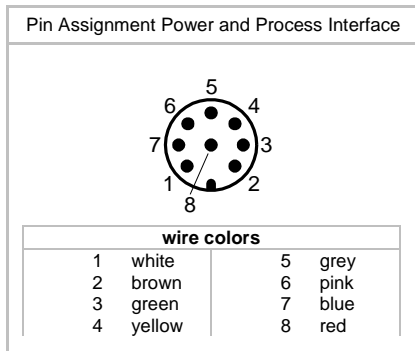 Pin Assignment Power and Process Interface
5
6 4
7 3
1 2
8
wire colors
1 white 5 grey
2 brown 6 pink
3 green 7 blue
4 yellow 8 red